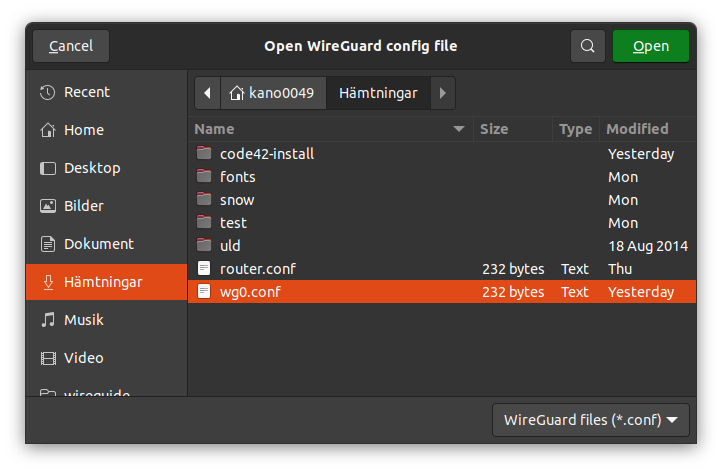 Cancel
Open WireGuard config file
Open
Recent
Home
Desktop
Bilder
Dokument
Hämtningar
Musik
Video
wireguide
kano0049
Hämtningar
Name Size Type Modified
code42-install Yesterday
fonts Mon
snow Mon
test Mon
uld 18 Aug 2014
router.conf 232 bytes Text Thu
wg0.conf 232 bytes Text Yesterday
WireGuard files (*.conf)